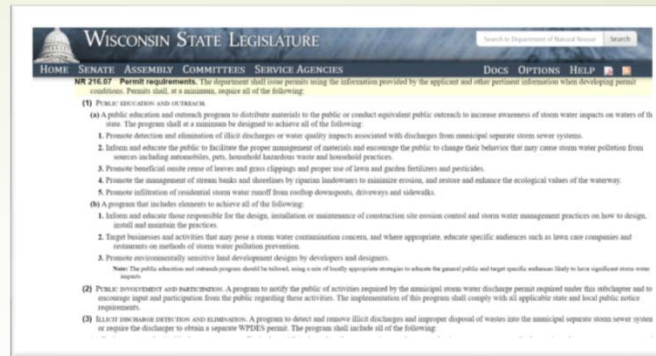 WISCONSIN STATE LEGISLATURE
Search in Department of Natural Resour
Search
HOME SENATE ASSEMBLY COMMITTEES SERVICE AGENCIES
DOCS OPTIONS HELP
NR 216.07 Permit requirements. The department shall issue permits using the information provided by the applicant and other pertinent information when developing permit
conditions. Permits shall, at a minimum, require all of the following:
(1) PUBLIC EDUCATION AND OUTREACH.
(a) A public education and outreach program to distribute materials to the public or conduct equivalent public outreach to increase awareness of storm water impacts on waters of th
state. The program shall at a minimum be designed to achieve all of the following:
1. Promote detection and elimination of illicit discharges or water quality impacts associated with discharges from municipal separate storm sewer systems.
2. Inform and educate the public to facilitate the proper management of materials and encourage the public to change their behavior that may cause storm water pollution from
sources including automobiles, pets, household hazardous waste and household practices.
3. Promote beneficial onsite reuse of leaves and grass clippings and proper use of lawn and garden fertilizers and pesticides.
4. Promote the management of stream banks and shorelines by riparian landowners to minimize erosion, and restore and enhance the ecological values of the waterway.
5. Promote infiltration of residential storm water runoff from rooftop downspouts, driveways and sidewalks.
(b) A program that includes elements to achieve all of the following:
1. Inform and educate those responsible for the design, installation or maintenance of construction site erosion control and storm water management practices on how to design,
install and maintain the practices.
2. Target businesses and activities that may pose a storm water contamination concern, and where appropriate, educate specific audiences such as lawn care companies and
restaurants on methods of storm water pollution prevention.
3. Promote environmentally sensitive land development designs by developers and designers.
Note: The public education and outreach program should be tailored, using a mix of locally appropriate strategies to educate the general public and target specific audiences likely to have significant storm water
impacts.
(2) PUBLIC INVOLVEMENT AND PARTICIPATION. A program to notify the public of activities required by the municipal storm water discharge permit required under this subchapter and to
encourage input and participation from the public regarding these activities. The implementation of this program shall comply with all applicable state and local public notice
requirements.
(3) ILLICIT DISCHARGE DETECTION AND ELIMINATION. A program to detect and remove illicit discharges and improper disposal of wastes into the municipal separate storm sewer system
or require the discharger to obtain a separate WPDES permit. The program shall include all of the following: